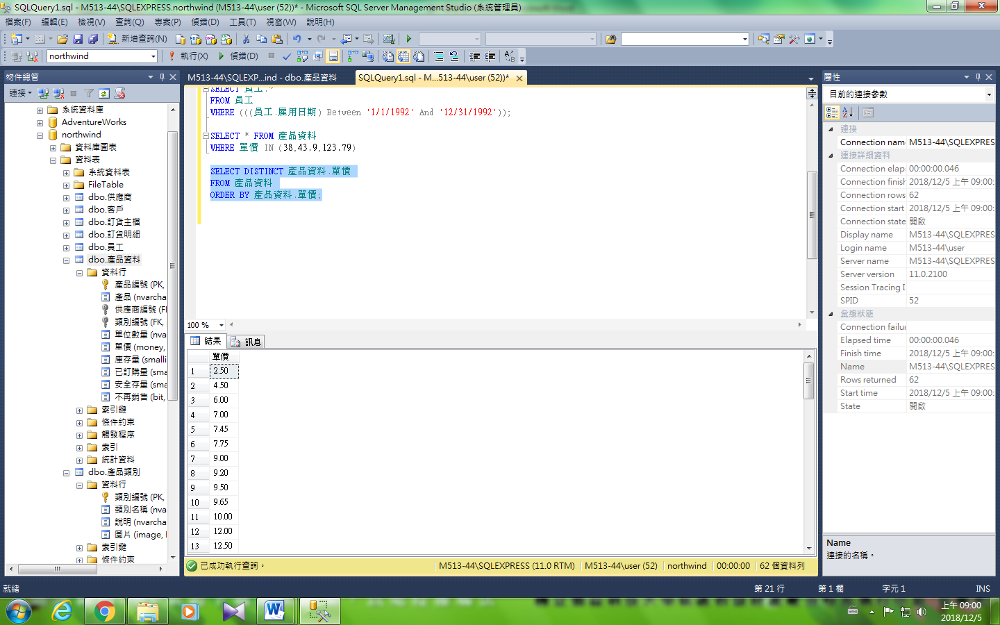 SQLQuery1.sql - M513-44\SQLEXPRESS.northwind (M513-44\user (52))* - Microsoft SQL Server Management Studio (系統管理員)
檔案(F) 編輯(E) 檢視(V) 查詢(Q) 專案(P) 偵錯(D) 工具(T) 視窗(W) 說明(H)
新增查詢(N)
northwind 執行(X) 偵錯(D)
物件總管
連接
系統資料庫
AdventureWorks
northwind
資料庫圖表
資料表
系統資料表
FileTable
dbo.供應商
dbo.客戶
dbo.訂貨主檔
dbo.訂貨明細
dbo.員工
dbo.產品資料
資料行
產品編號 (PK,
產品 (nvarcha
供應商編號 (FI
類別編號 (FK,
單位數量 (nva
單價 (money,
庫存量 (smalli
已訂購量 (sma
安全存量 (sma
不再銷售 (bit,
索引鍵
條件約束
觸發程序
索引
統計資料
dbo.產品類別
資料行
類別編號 (PK,
類別名稱 (nva
說明 (nvarcha
圖片 (image, l
索引鍵
條件約束
M513-44\SQLEXP...ind - dbo.產品資料
SQLQuery1.sql - M...513-44\user (52))*
SELECT 員工.*
FROM 員工
WHERE (((員工.雇用日期) Between '1/1/1992' And '12/31/1992'));
SELECT * FROM 產品資料
WHERE 單價 IN (38,43.9,123.79)
SELECT DISTINCT 產品資料.單價
FROM 產品資料
ORDER BY 產品資料.單價;
100 %
結果 訊息
單價
1 2.50
2 4.50
3 6.00
4 7.00
5 7.45
6 7.75
7 9.00
8 9.20
9 9.50
10 9.65
11 10.00
12 12.00
13 12.50
已成功執行查詢。 M513-44\SQLEXPRESS (11.0 RTM) M513-44\user (52) northwind 00:00:00 62 個資料列
屬性
目前的連接參數
連接
Connection name M513-44\SQLEXPRES
連接詳細資料
Connection elap 00:00:00.046
Connection finish 2018/12/5 上午 09:00:
Connection rows 62
Connection start 2018/12/5 上午 09:00:
Connection state 開啟
Display name M513-44\SQLEXPRES
Login name M513-44\user
Server name M513-44\SQLEXPRES
Server version 11.0.2100
Session Tracing I
SPID 52
彙總狀態
Connection failur
Elapsed time 00:00:00.046
Finish time 2018/12/5 上午 09:00:
Name M513-44\SQLEXPRES
Rows returned 62
Start time 2018/12/5 上午 09:00:
State 開啟
Name
連接的名稱。
就緒 第 21 行 第 1 欄 字元 1 INS
上午 09:00
2018/12/5